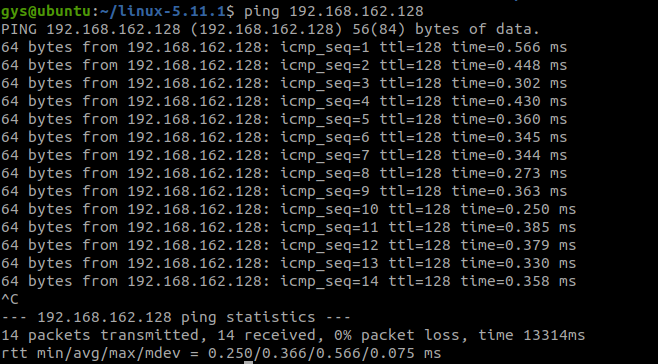 gys@ubuntu:~/linux-5.11.1$ ping 192.168.162.128
PING 192.168.162.128 (192.168.162.128) 56(84) bytes of data.
64 bytes from 192.168.162.128: icmp_seq=1 ttl=128 time=0.566 ms
64 bytes from 192.168.162.128: icmp_seq=2 ttl=128 time=0.448 ms
64 bytes from 192.168.162.128: icmp_seq=3 ttl=128 time=0.302 ms
64 bytes from 192.168.162.128: icmp_seq=4 ttl=128 time=0.430 ms
64 bytes from 192.168.162.128: icmp_seq=5 ttl=128 time=0.360 ms
64 bytes from 192.168.162.128: icmp_seq=6 ttl=128 time=0.345 ms
64 bytes from 192.168.162.128: icmp_seq=7 ttl=128 time=0.344 ms
64 bytes from 192.168.162.128: icmp_seq=8 ttl=128 time=0.273 ms
64 bytes from 192.168.162.128: icmp_seq=9 ttl=128 time=0.363 ms
64 bytes from 192.168.162.128: icmp_seq=10 ttl=128 time=0.250 ms
64 bytes from 192.168.162.128: icmp_seq=11 ttl=128 time=0.385 ms
64 bytes from 192.168.162.128: icmp_seq=12 ttl=128 time=0.379 ms
64 bytes from 192.168.162.128: icmp_seq=13 ttl=128 time=0.330 ms
64 bytes from 192.168.162.128: icmp_seq=14 ttl=128 time=0.358 ms
^C
--- 192.168.162.128 ping statistics ---
14 packets transmitted, 14 received, 0% packet loss, time 13314ms
rtt min/avg/max/mdev = 0.250/0.366/0.566/0.075 ms